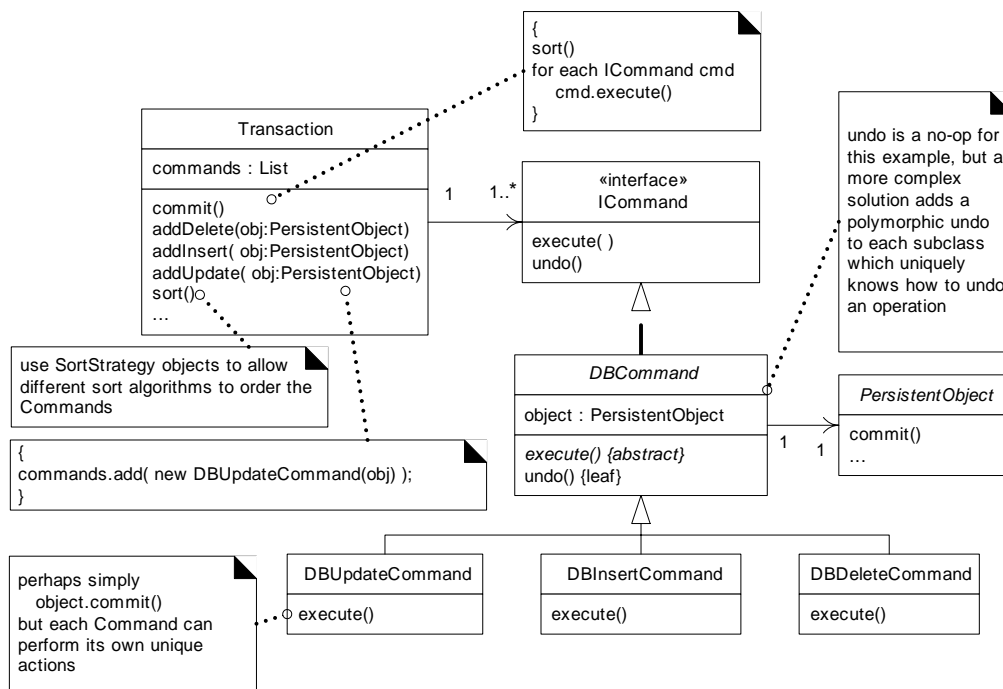 {
sort()
for each ICommand cmd
cmd.execute()
}
undo is a no-op for
this example, but a
more complex
solution adds a
polymorphic undo
to each subclass
which uniquely
knows how to undo
an operation
Transaction
commands : List
commit()
addDelete(obj:PersistentObject)
addInsert( obj:PersistentObject)
addUpdate( obj:PersistentObject)
sort()
...
1
1..*
«interface»
ICommand
execute( )
undo()
use SortStrategy objects to allow
different sort algorithms to order the
Commands
{
commands.add( new DBUpdateCommand(obj) );
}
DBCommand
object : PersistentObject
execute() {abstract}
undo() {leaf}
1
1
PersistentObject
commit()
...
perhaps simply
object.commit()
but each Command can
perform its own unique
actions
DBUpdateCommand
execute()
DBInsertCommand
execute()
DBDeleteCommand
execute()